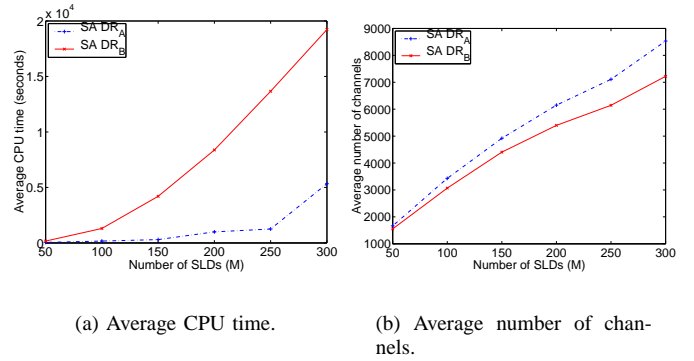 x 10^4
2
1.5
1
0.5
0
50 100 150 200 250 300
Average CPU time (seconds)
Number of SLDs (M)
SA DR_A
SA DR_B
(a) Average CPU time.
9000
8000
7000
6000
5000
4000
3000
2000
1000
50 100 150 200 250 300
Average number of channels
Number of SLDs (M)
SA DR_A
SA DR_B
(b) Average number of chan-
nels.